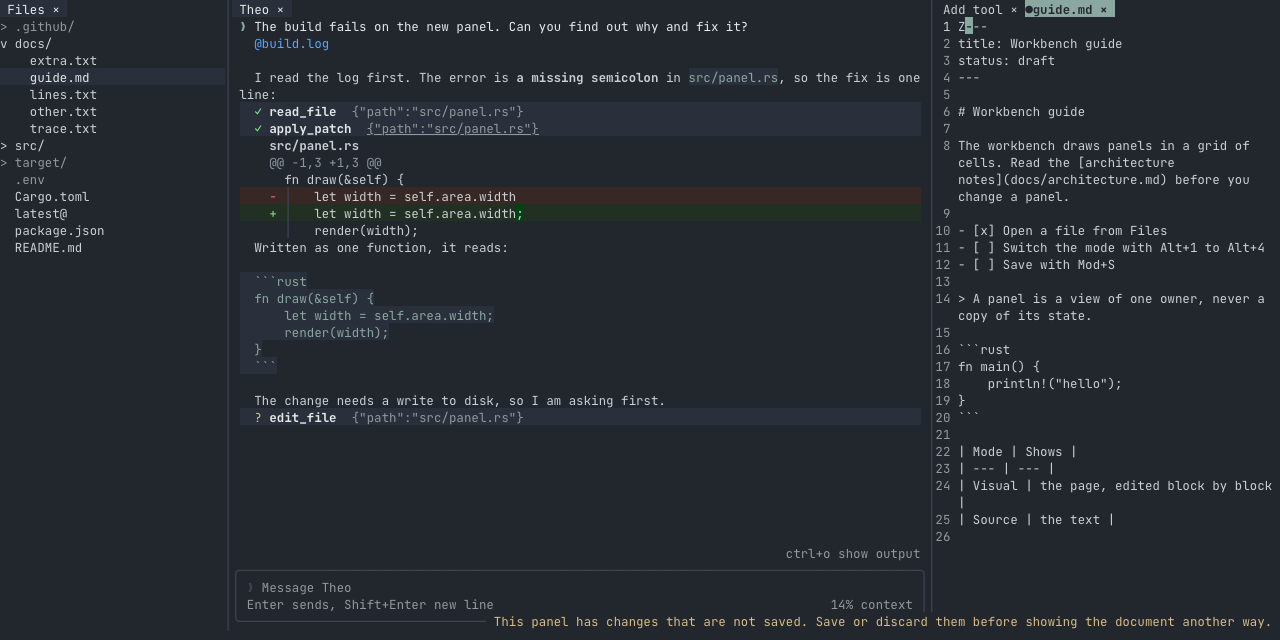 Files ×
> .github/
v docs/
extra.txt
guide.md
lines.txt
other.txt
trace.txt
> src/
> target/
.env
Cargo.toml
latest@
package.json
README.md
Theo ×
❫ The build fails on the new panel. Can you find out why and fix it?
@build.log
I read the log first. The error is a missing semicolon in src/panel.rs, so the fix is one
line:
✓ read_file {"path":"src/panel.rs"}
✓ apply_patch {"path":"src/panel.rs"}
src/panel.rs
@@ -1,3 +1,3 @@
fn draw(&self) {
- let width = self.area.width
+ let width = self.area.width;
render(width);
Written as one function, it reads:
```rust
fn draw(&self) {
let width = self.area.width;
render(width);
}
```
The change needs a write to disk, so I am asking first.
? edit_file {"path":"src/panel.rs"}
ctrl+o show output
❫ Message Theo
Enter sends, Shift+Enter new line 14% context
Add tool × ●guide.md ×
1 Z---
2 title: Workbench guide
3 status: draft
4 ---
5
6 # Workbench guide
7
8 The workbench draws panels in a grid of
cells. Read the [architecture
notes](docs/architecture.md) before you
change a panel.
9
10 - [x] Open a file from Files
11 - [ ] Switch the mode with Alt+1 to Alt+4
12 - [ ] Save with Mod+S
13
14 > A panel is a view of one owner, never a
copy of its state.
15
16 ```rust
17 fn main() {
18 println!("hello");
19 }
20 ```
21
22 | Mode | Shows |
23 | --- | --- |
24 | Visual | the page, edited block by block
|
25 | Source | the text |
26
This panel has changes that are not saved. Save or discard them before showing the document another way.